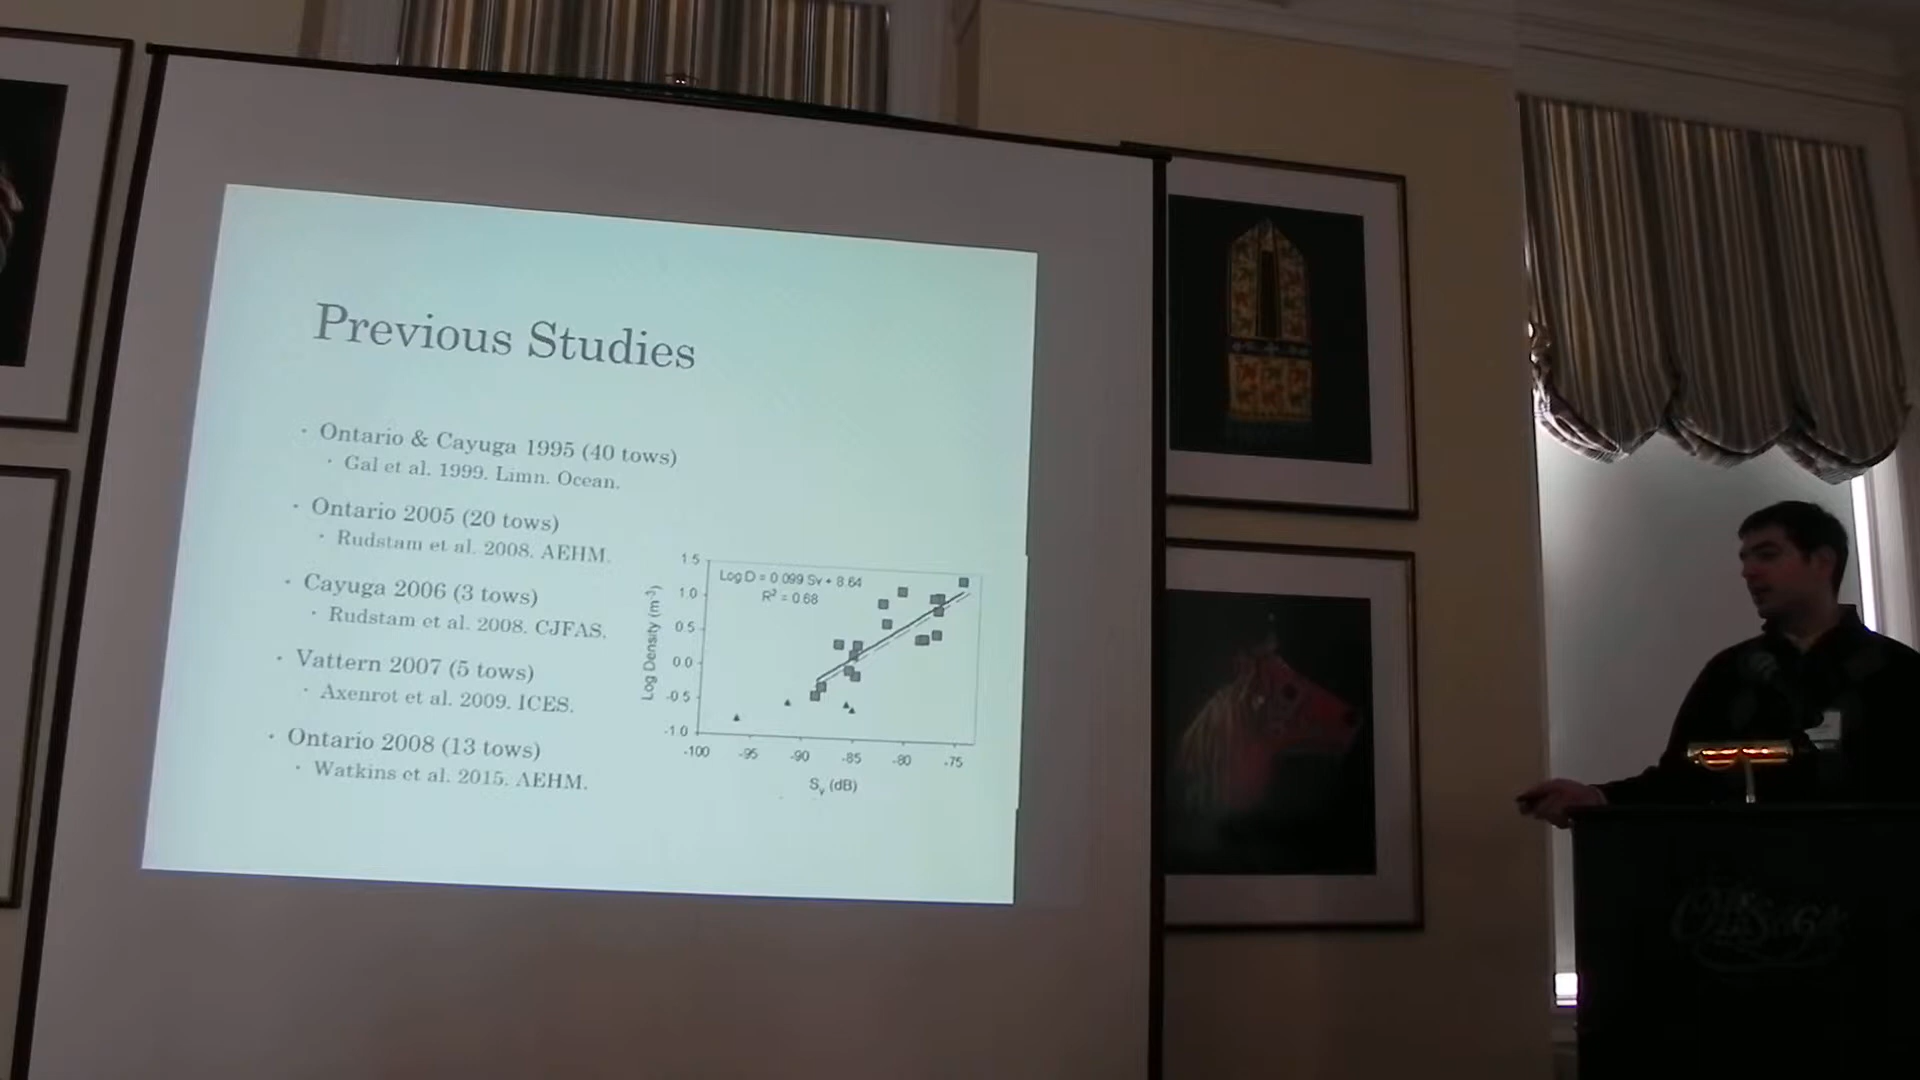 Previous Studies
· Ontario & Cayuga 1995 (40 tows)
· Gal et al. 1999. Limn. Ocean.
· Ontario 2005 (20 tows)
· Rudstam et al. 2008. AEHM.
· Cayuga 2006 (3 tows)
· Rudstam et al. 2008. CJFAS.
· Vattern 2007 (5 tows)
· Axenrot et al. 2009. ICES.
· Ontario 2008 (13 tows)
· Watkins et al. 2015. AEHM.
Log D = 0.099 Sv + 8.64
R² = 0.68
Log Density (m⁻³)
1.5
1.0
0.5
0.0
-0.5
-1.0
-100 -95 -90 -85 -80 -75
Sᵥ (dB)